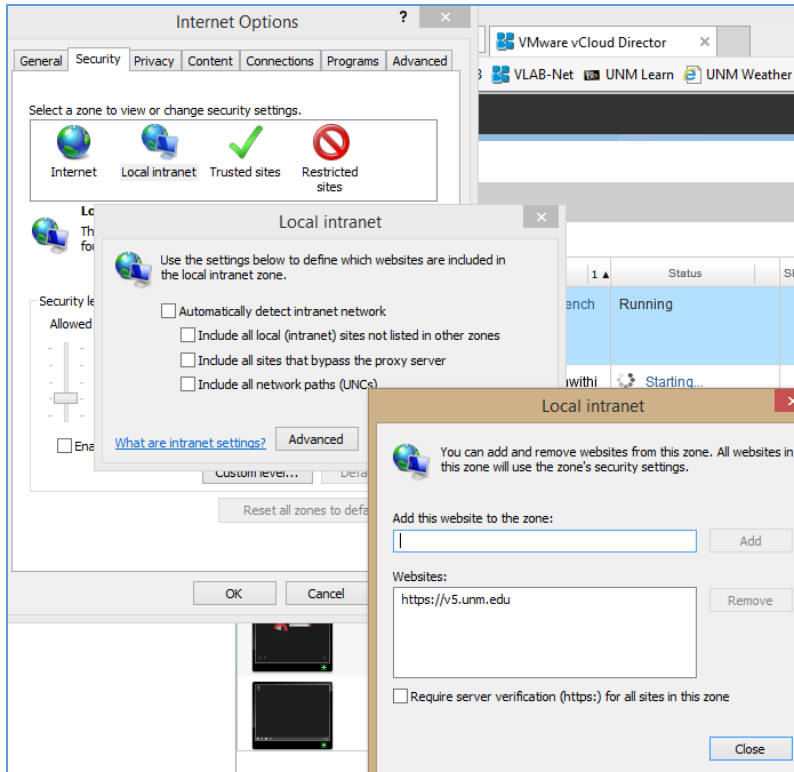 Internet Options
?
VMware vCloud Director
General Security Privacy Content Connections Programs Advanced
VLAB-Net Bb UNM Learn UNM Weather
Select a zone to view or change security settings.
Internet Local intranet Trusted sites Restricted sites
Local intranet
Use the settings below to define which websites are included in
the local intranet zone.
1 Status
Security le
Automatically detect intranet network
ench Running
Allowed
Include all local (intranet) sites not listed in other zones
Include all sites that bypass the proxy server
Include all network paths (UNCs)
Starting...
Local intranet
Ena
What are intranet settings? Advanced
You can add and remove websites from this zone. All websites in
this zone will use the zone's security settings.
Custom level... Defa
Reset all zones to defa
Add this website to the zone:
Add
Websites:
https://v5.unm.edu
OK Cancel
Remove
Require server verification (https:) for all sites in this zone
Close